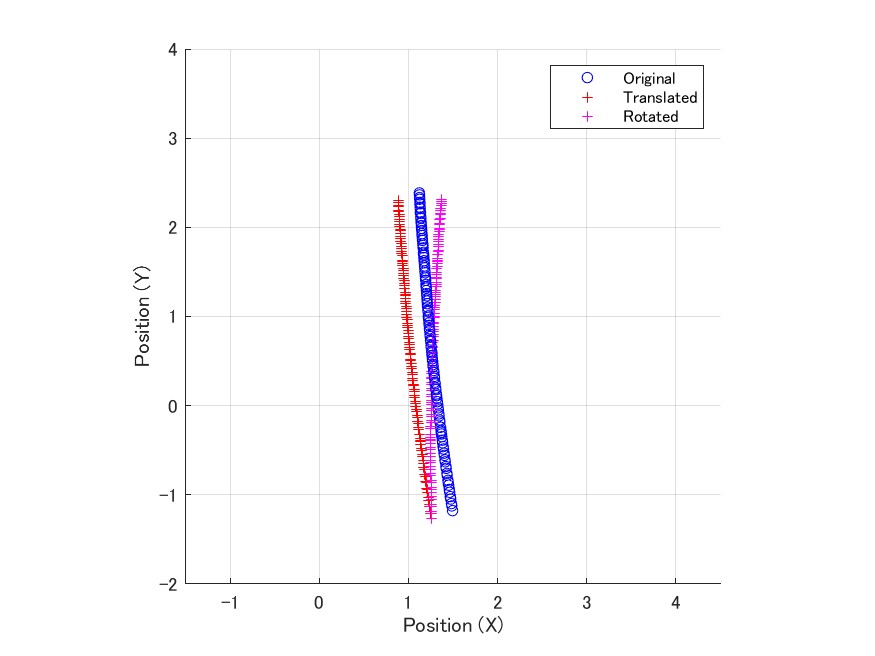 4
3
2
1
0
−1
−2
−1
0
1
2
3
4
Position (X)
Position (Y)
Original
Translated
Rotated